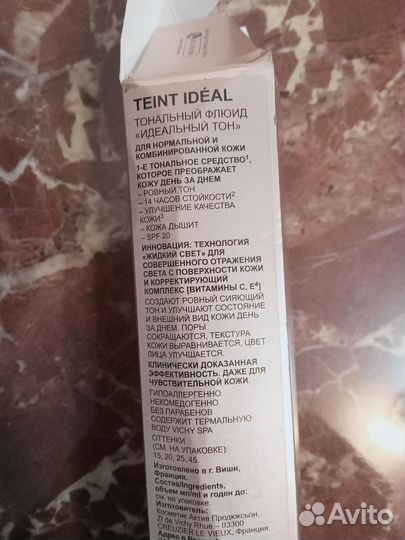 TEINT IDÉAL
ТОНАЛЬНЫЙ ФЛЮИД
«ИДЕАЛЬНЫЙ ТОН»
ДЛЯ НОРМАЛЬНОЙ И
КОМБИНИРОВАННОЙ КОЖИ
1-Е ТОНАЛЬНОЕ СРЕДСТВО¹,
КОТОРОЕ ПРЕОБРАЖАЕТ
КОЖУ ДЕНЬ ЗА ДНЕМ
– РОВНЫЙ ТОН
– 14 ЧАСОВ СТОЙКОСТИ²
– УЛУЧШЕНИЕ КАЧЕСТВА
КОЖИ³
– КОЖА ДЫШИТ
– SPF 20
ИННОВАЦИЯ: ТЕХНОЛОГИЯ
«ЖИДКИЙ СВЕТ» ДЛЯ
СОВЕРШЕННОГО ОТРАЖЕНИЯ
СВЕТА С ПОВЕРХНОСТИ КОЖИ
И КОРРЕКТИРУЮЩИЙ
КОМПЛЕКС [ВИТАМИНЫ С, Е⁴]
СОЗДАЮТ РОВНЫЙ СИЯЮЩИЙ
ТОН И УЛУЧШАЮТ СОСТОЯНИЕ
И ВНЕШНИЙ ВИД КОЖИ ДЕНЬ
ЗА ДНЕМ. ПОРЫ
СОКРАЩАЮТСЯ, ТЕКСТУРА
КОЖИ ВЫРАВНИВАЕТСЯ, ЦВЕТ
ЛИЦА УЛУЧШАЕТСЯ.
КЛИНИЧЕСКИ ДОКАЗАННАЯ
ЭФФЕКТИВНОСТЬ. ДАЖЕ ДЛЯ
ЧУВСТВИТЕЛЬНОЙ КОЖИ.
ГИПОАЛЛЕРГЕННО
НЕКОМЕДОГЕННО
БЕЗ ПАРАБЕНОВ
СОДЕРЖИТ ТЕРМАЛЬНУЮ
ВОДУ VICHY SPA
ОТТЕНКИ
(СМ. НА УПАКОВКЕ):
15, 20, 25, 45.
Изготовлено в г. Виши,
Франция.
Состав/Ingredients,
объем мл/ml и годен до:
см. на упаковке.
Изготовитель:
Косметик Актив Продюксьон,
Zi de Vichy Rhue – 03300
CREUZIER LE VIEUX, Франция.
Адрес в
Avito